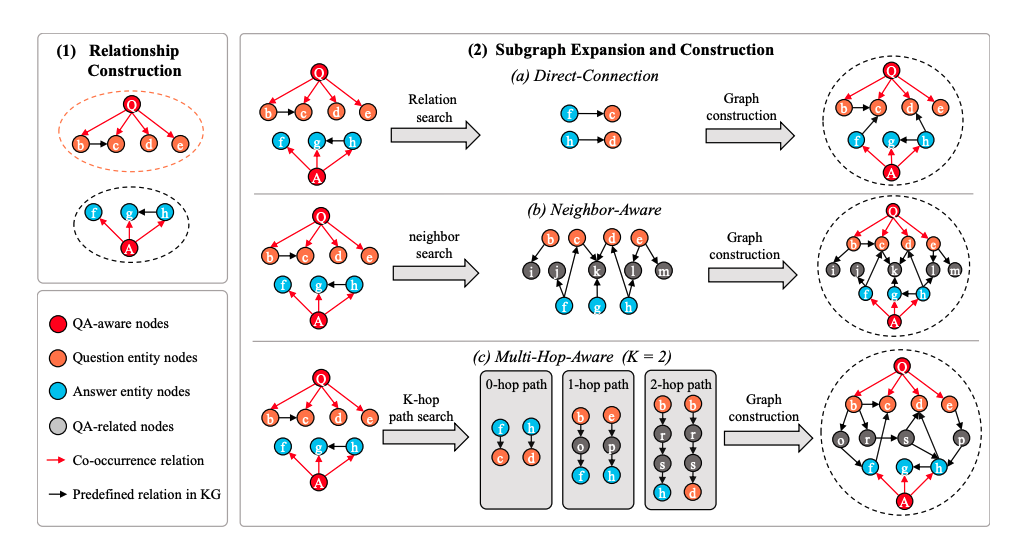 (1) Relationship
Construction
Q
b c d e
f g h
A
QA-aware nodes
Question entity nodes
Answer entity nodes
QA-related nodes
Co-occurrence relation
Predefined relation in KG
(2) Subgraph Expansion and Construction
(a) Direct-Connection
Q
b c d e
f g h
A
Relation
search
f c
h d
Graph
construction
Q
b c d e
f g h
A
(b) Neighbor-Aware
Q
b c d e
f g h
A
neighbor
search
b c d e
i j k l m
f g h
Graph
construction
Q
b c d e
i j k l m
f g h
A
(c) Multi-Hop-Aware (K = 2)
Q
b c d e
f g h
A
K-hop
path search
0-hop path
f h
c d
1-hop path
b e
o p
f h
2-hop path
b b
r r
s s
h d
Graph
construction
Q
b c d e
o r s p
f g h
A